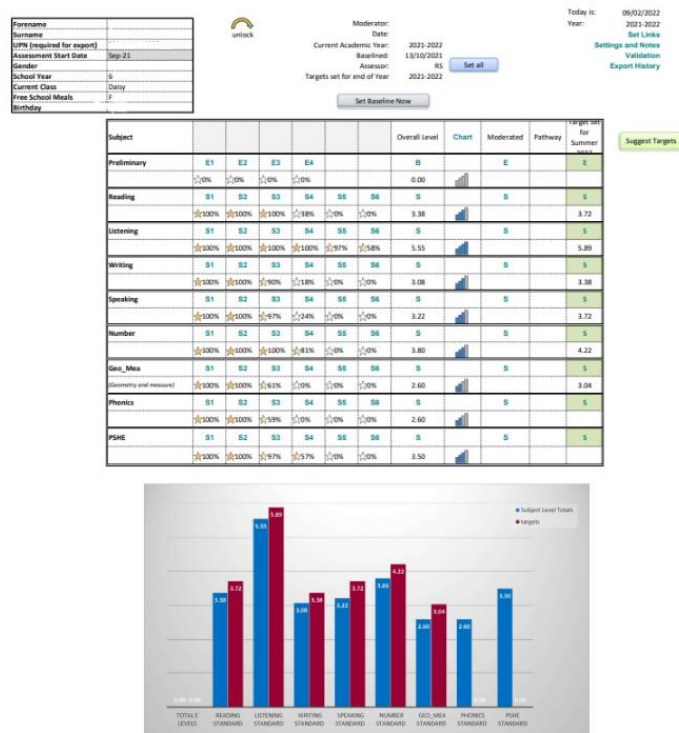 Today is: 09/02/2022
Forename
Moderator:
Year: 2021-2022
Surname
unlock
Date:
Set Links
UPN (required for export)
Current Academic Year: 2021-2022
Settings and Notes
Assessment Start Date Sep-21
Baselined: 13/10/2021
Validation
Gender
Assessor: RS
Set all
Export History
School Year 6
Targets set for end of Year 2021-2022
Current Class Daisy
Free School Meals F
Birthday
Set Baseline Now
Subject Overall Level Chart Moderated Pathway Target set for Summer 2022
Suggest Targets
Preliminary E1 E2 E3 E4 B E E
0% 0% 0% 0% 0.00
Reading S1 S2 S3 S4 S5 S6 S S S
100% 100% 100% 38% 0% 0% 3.38 3.72
Listening S1 S2 S3 S4 S5 S6 S S S
100% 100% 100% 100% 97% 58% 5.55 5.89
Writing S1 S2 S3 S4 S5 S6 S S S
100% 100% 90% 18% 0% 0% 3.08 3.38
Speaking S1 S2 S3 S4 S5 S6 S S S
100% 100% 97% 24% 0% 0% 3.22 3.72
Number S1 S2 S3 S4 S5 S6 S S S
100% 100% 100% 81% 0% 0% 3.80 4.22
Geo_Mea S1 S2 S3 S4 S5 S6 S S S
(Geometry and measure) 100% 100% 61% 0% 0% 0% 2.60 3.04
Phonics S1 S2 S3 S4 S5 S6 S S S
100% 100% 59% 0% 0% 0% 2.60
PSHE S1 S2 S3 S4 S5 S6 S S S
100% 100% 97% 57% 0% 0% 3.50
Subject Level Totals
targets
0.00 0.00 3.38 3.72 5.55 5.89 3.08 3.38 3.22 3.72 3.80 4.22 2.60 3.04 2.60 0.00 3.50 0.00
READING LISTENING WRITING SPEAKING NUMBER GEO_MEA PHONICS PSHE
LEVELS STANDARD STANDARD STANDARD STANDARD STANDARD STANDARD STANDARD STANDARD